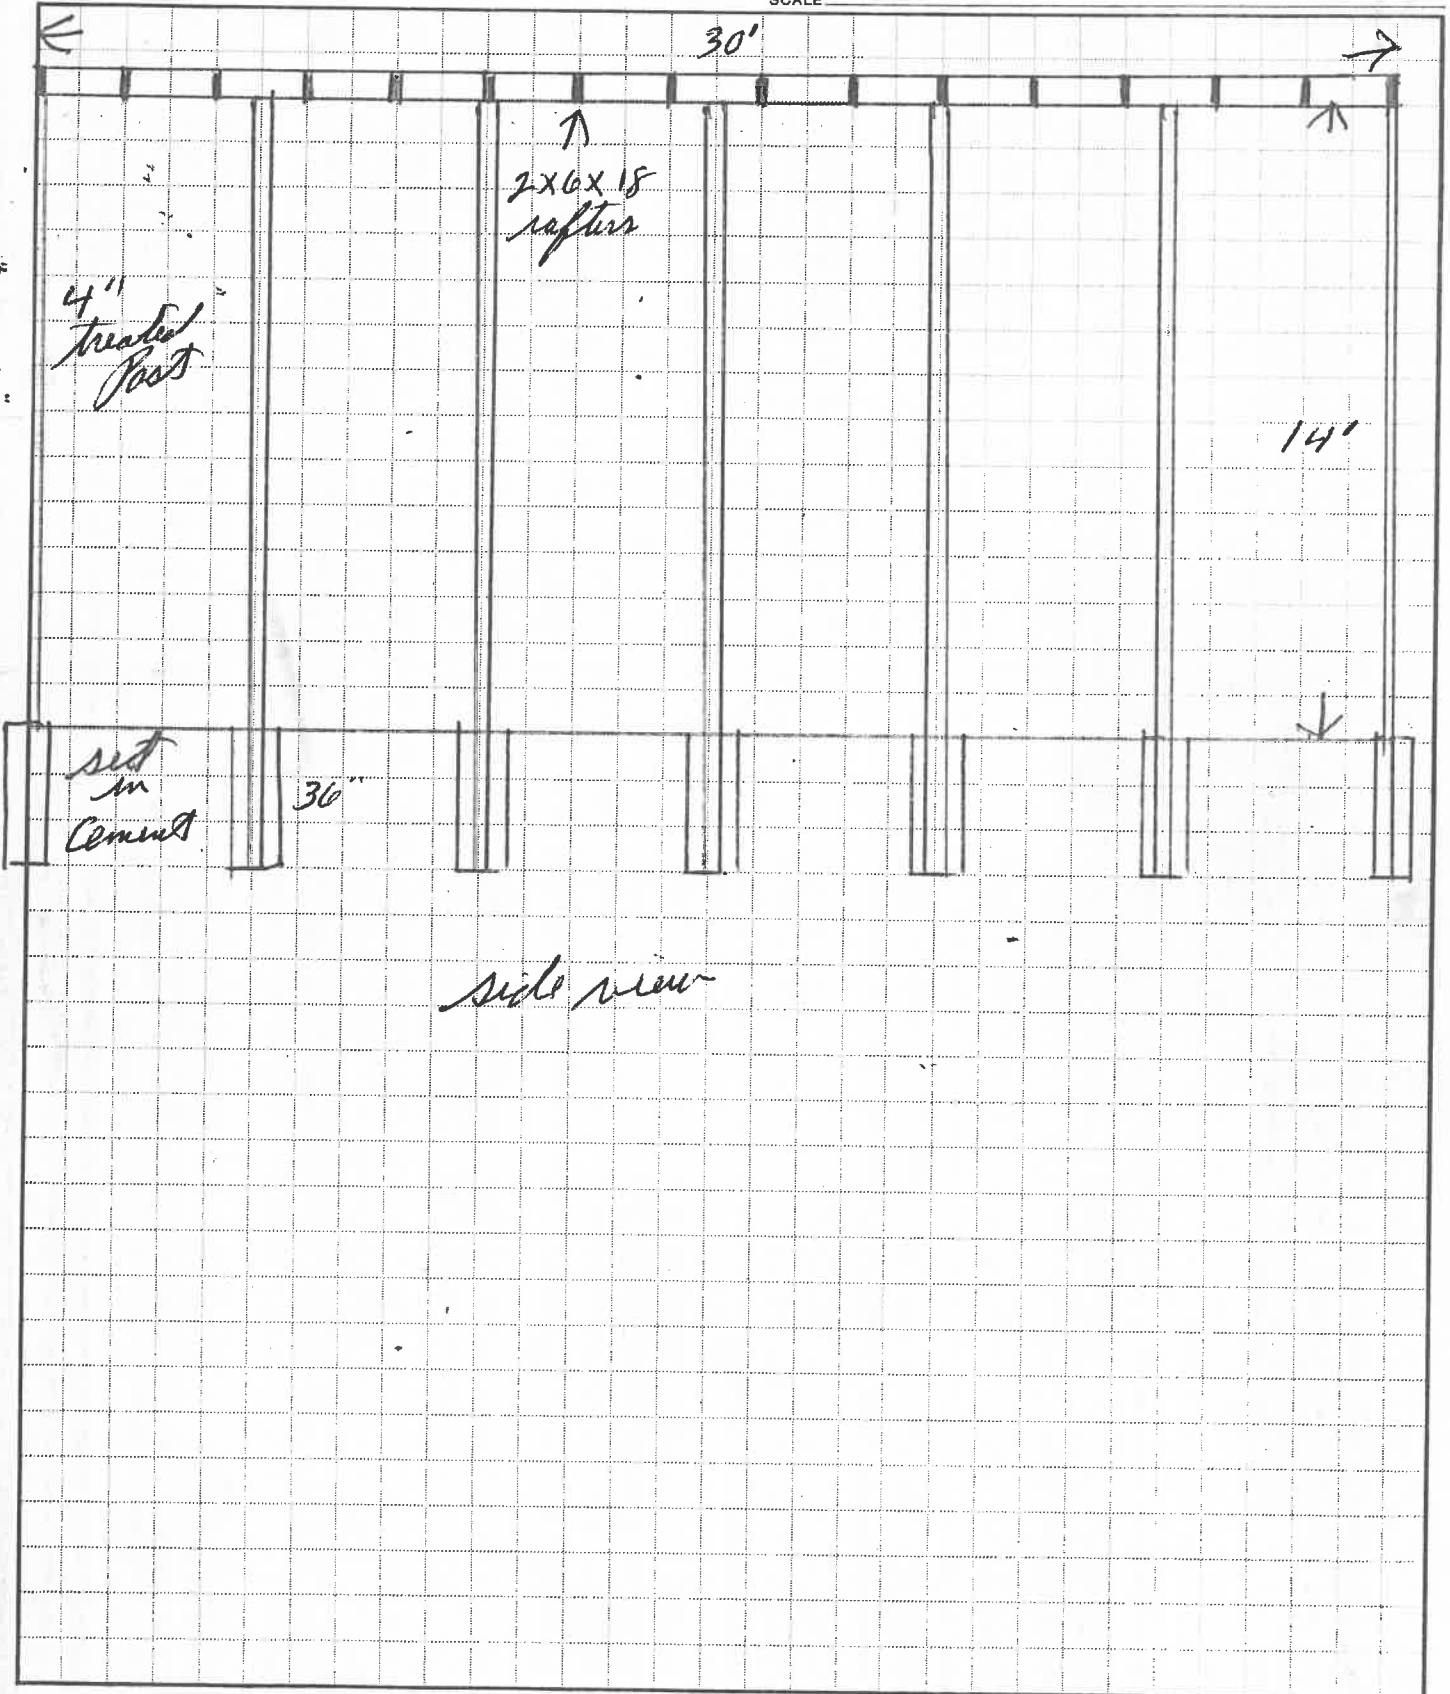 SCALE
30'
2x6x18
rafters
4"
treated
Post
14'
set
in
Cement
36"
side view